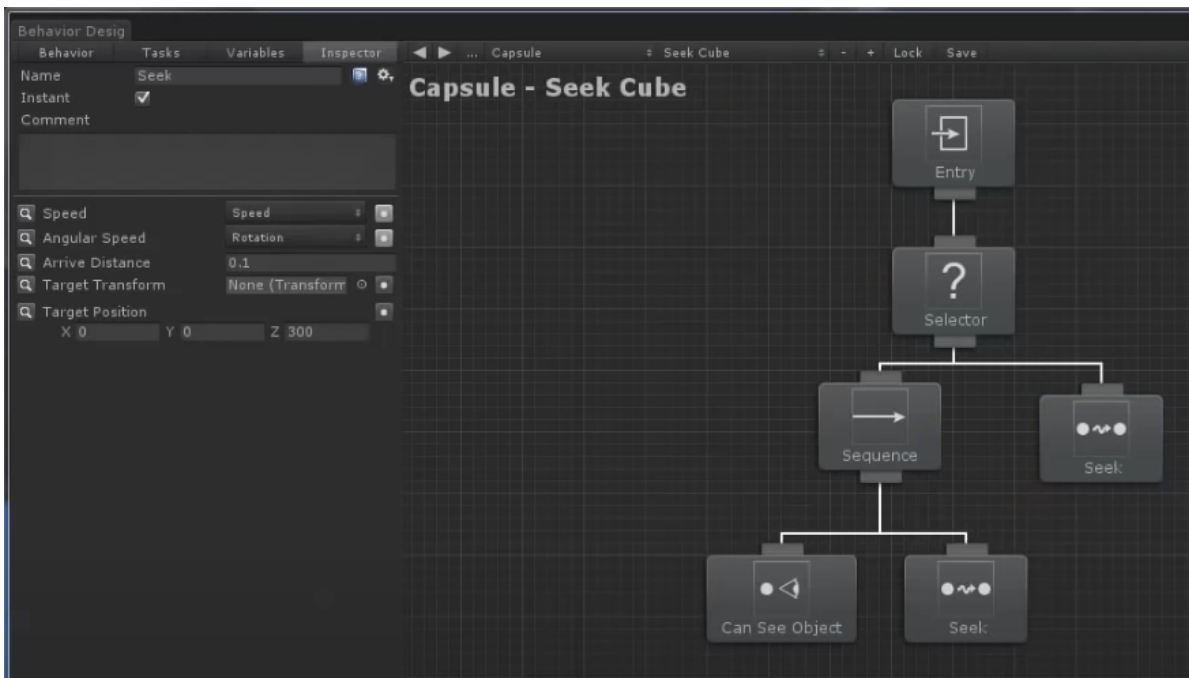 Behavior Desig
Behavior Tasks Variables Inspector ... Capsule Seek Cube - + Lock Save
Name Seek
Instant
Comment
Speed Speed
Angular Speed Rotation
Arrive Distance 0.1
Target Transform None (Transform
Target Position
X 0 Y 0 Z 300
Capsule - Seek Cube
Entry
?
Selector
Sequence
Seek
Can See Object
Seek